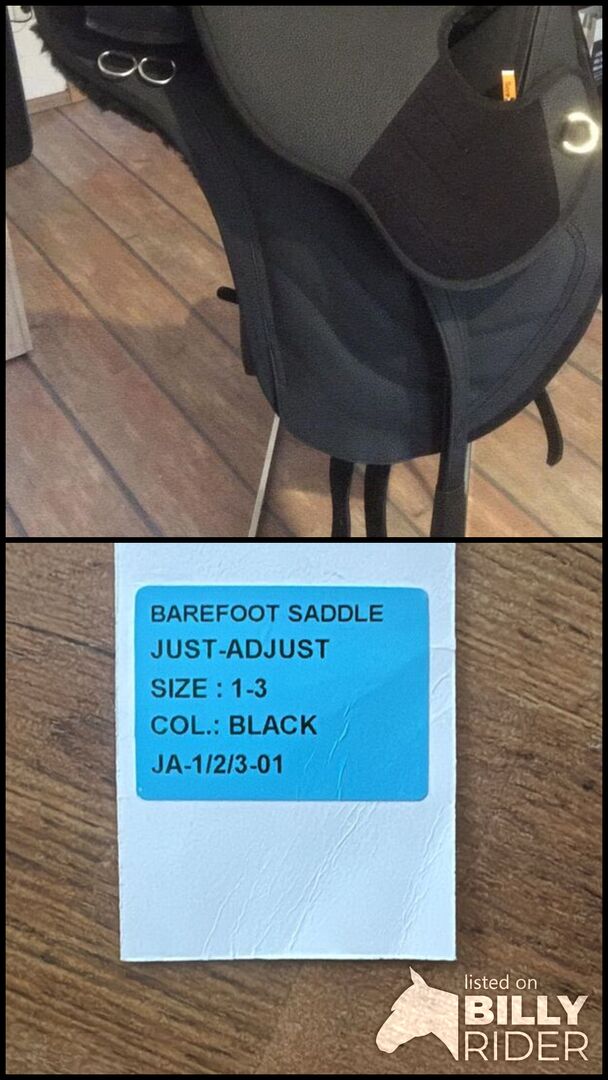 BAREFOOT SADDLE
JUST-ADJUST
SIZE : 1-3
COL.: BLACK
JA-1/2/3-01
listed on
BILLY
RIDER